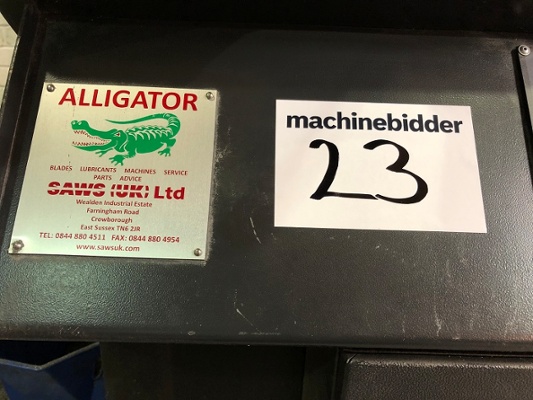 ALLIGATOR
BLADES LUBRICANTS MACHINES SERVICE
PARTS ADVICE
SAWS (UK) Ltd
Wealden Industrial Estate
Farningham Road
Crowborough
East Sussex TN6 2JR
TEL: 0844 880 4511 FAX: 0844 880 4954
www.sawsuk.com
machinebidder
23